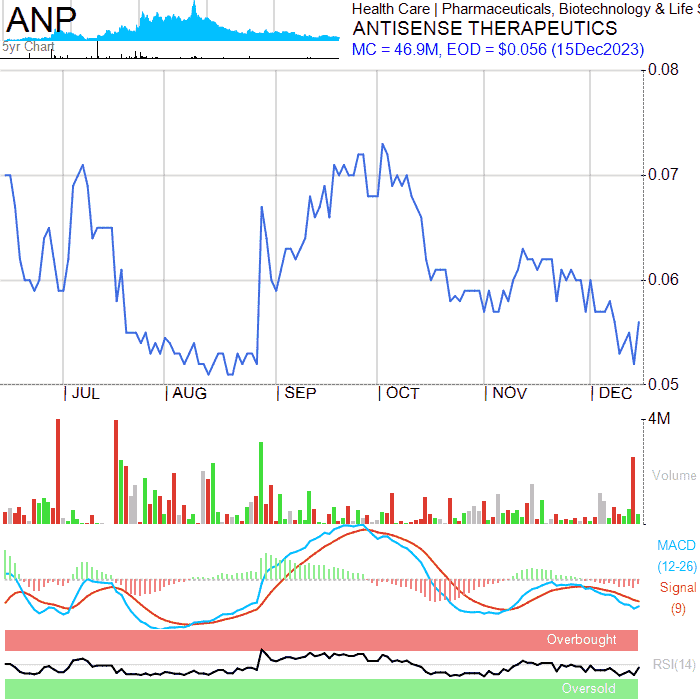 ANP
5yr Chart
Health Care | Pharmaceuticals, Biotechnology & Life S
ANTISENSE THERAPEUTICS
MC = 46.9M, EOD = $0.056 (15Dec2023)
0.08
0.07
0.06
0.05
JUL AUG SEP OCT NOV DEC
4M
Volume
MACD
(12-26)
Signal
(9)
Overbought
RSI(14)
Oversold